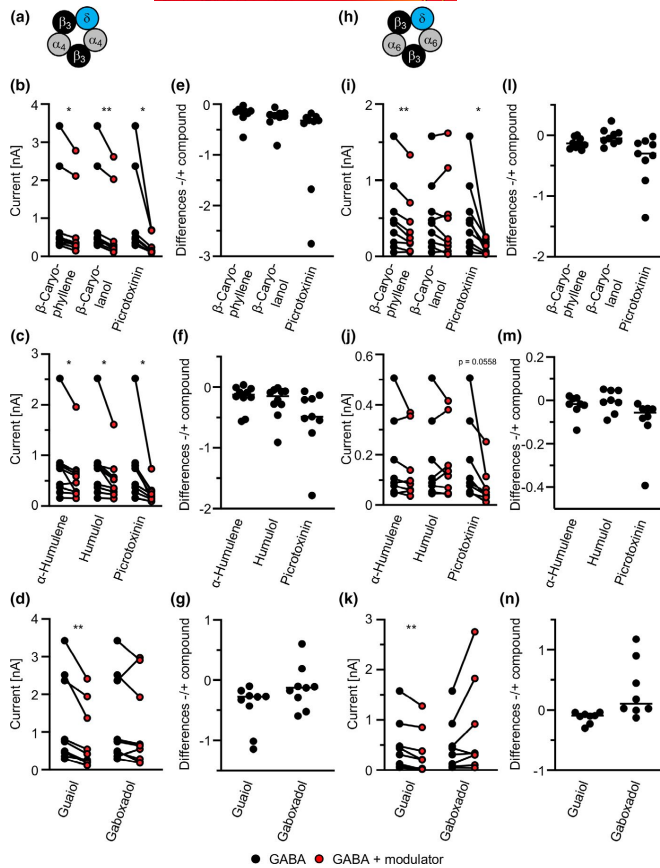 (a)
β3 δ
α4 α4
β3
(h)
β3 δ
α6 α6
β3
(b)
Current [nA]
4
3
2
1
0
* ** *
β-Caryo-phyllene
β-Caryo-lanol
Picrotoxinin
(e)
Differences -/+ compound
0
-1
-2
-3
β-Caryo-phyllene
β-Caryo-lanol
Picrotoxinin
(i)
Current [nA]
2
1
0
** *
β-Caryo-phyllene
β-Caryo-lanol
Picrotoxinin
(l)
Differences -/+ compound
1
0
-1
-2
β-Caryo-phyllene
β-Caryo-lanol
Picrotoxinin
(c)
Current [nA]
3
2
1
0
* * *
α-Humulene
Humulol
Picrotoxinin
(f)
Differences -/+ compound
1
0
-1
-2
α-Humulene
Humulol
Picrotoxinin
(j)
Current [nA]
0.6
0.4
0.2
0
p = 0.0558
α-Humulene
Humulol
Picrotoxinin
(m)
Differences -/+ compound
0.2
0.0
-0.2
-0.4
α-Humulene
Humulol
Picrotoxinin
(d)
Current [nA]
4
3
2
1
0
**
Guaiol
Gaboxadol
(g)
Differences -/+ compound
1
0
-1
Guaiol
Gaboxadol
(k)
Current [nA]
3
2
1
0
**
Guaiol
Gaboxadol
(n)
Differences -/+ compound
2
1
0
-1
Guaiol
Gaboxadol
GABA GABA + modulator